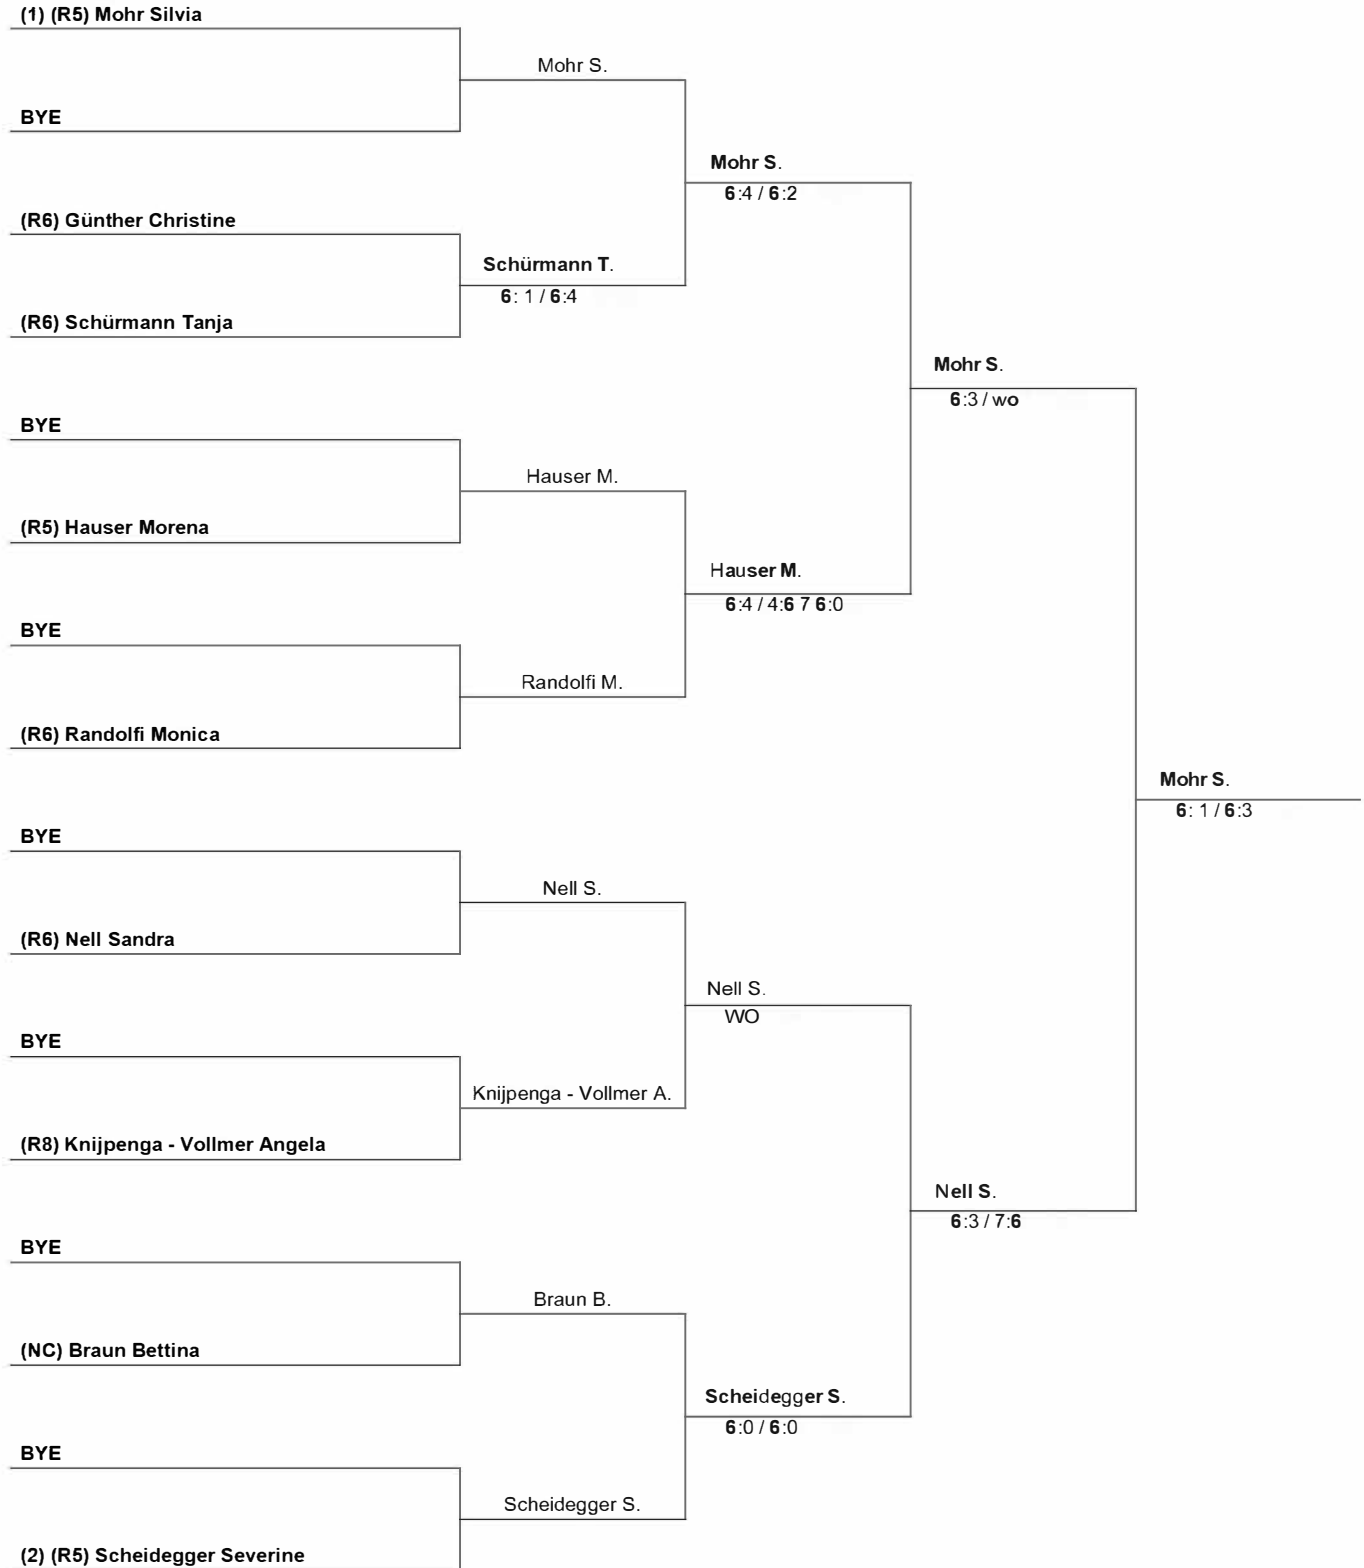 (1) (R5) Mohr Silvia
Mohr S.
BYE
Mohr S.
6:4 / 6:2
(R6) Günther Christine
Schürmann T.
6: 1 / 6:4
(R6) Schürmann Tanja
Mohr S.
6:3 / wo
BYE
Hauser M.
(R5) Hauser Morena
Hauser M.
6:4 / 4:6 7 6:0
BYE
Randolfi M.
(R6) Randolfi Monica
Mohr S.
6: 1 / 6:3
BYE
Nell S.
(R6) Nell Sandra
Nell S.
WO
BYE
Knijpenga - Vollmer A.
(R8) Knijpenga - Vollmer Angela
Nell S.
6:3 / 7:6
BYE
Braun B.
(NC) Braun Bettina
Scheidegger S.
6:0 / 6:0
BYE
Scheidegger S.
(2) (R5) Scheidegger Severine